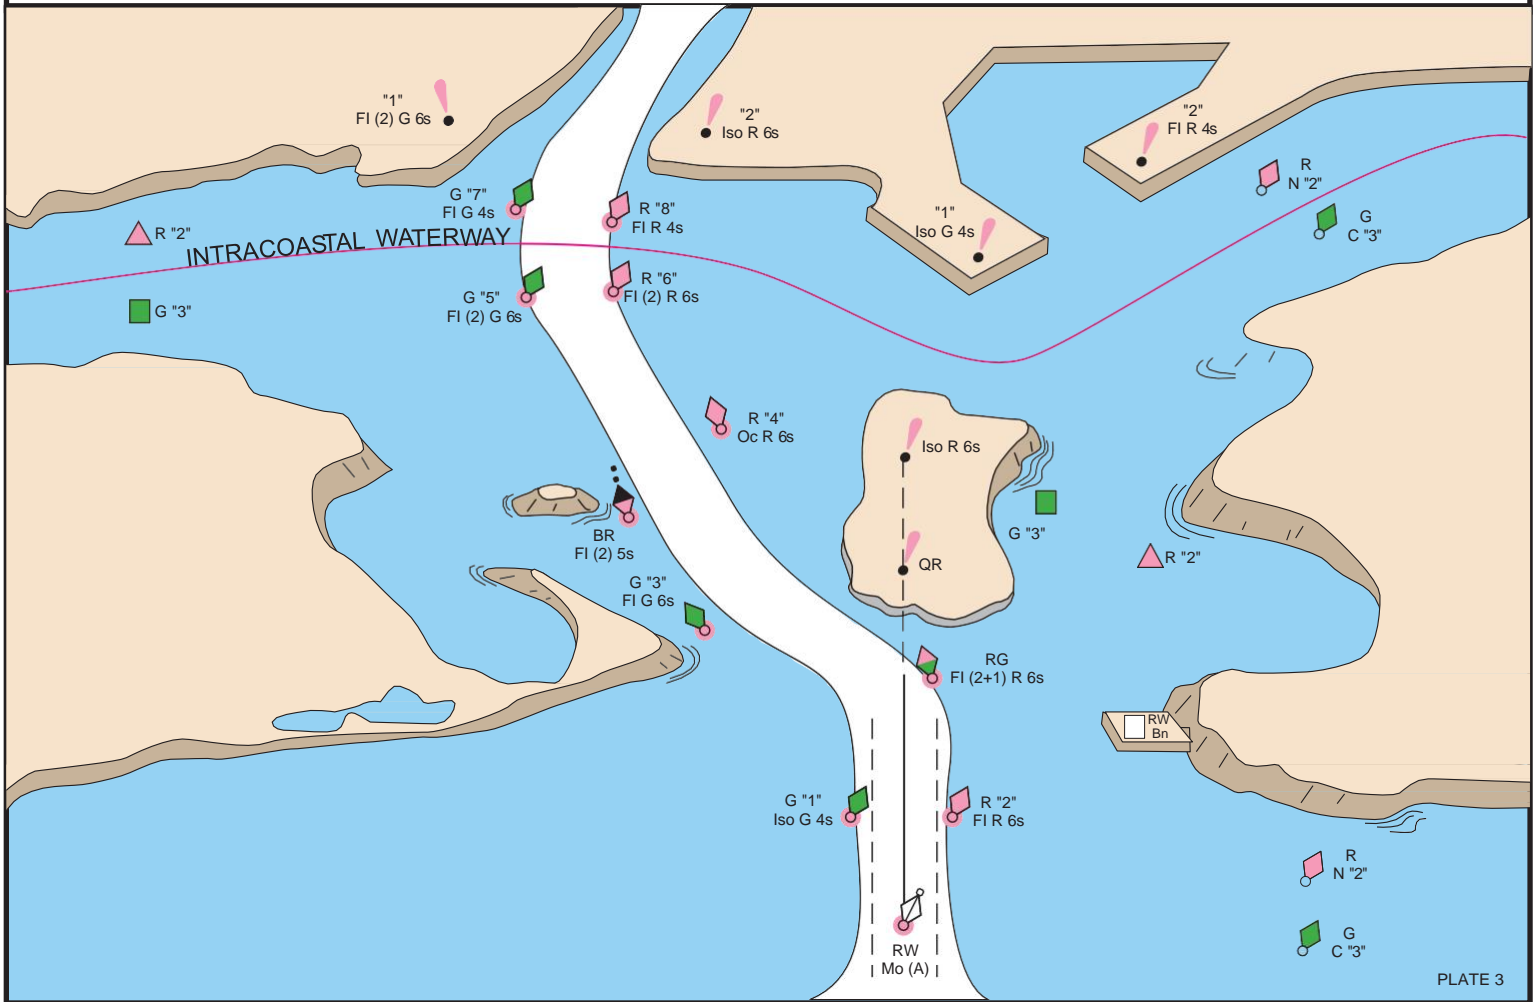 "1"
Fl (2) G 6s
"2"
Iso R 6s
"2"
Fl R 4s
R
N "2"
G "7"
Fl G 4s
R "8"
Fl R 4s
"1"
Iso G 4s
G
C "3"
R "2"
INTRACOASTAL WATERWAY
G "3"
G "5"
Fl (2) G 6s
R "6"
Fl (2) R 6s
R "4"
Oc R 6s
Iso R 6s
BR
Fl (2) 5s
G "3"
QR
R "2"
G "3"
Fl G 6s
RG
Fl (2+1) R 6s
RW
Bn
G "1"
Iso G 4s
R "2"
Fl R 6s
R
N "2"
RW
Mo (A)
G
C "3"
PLATE 3